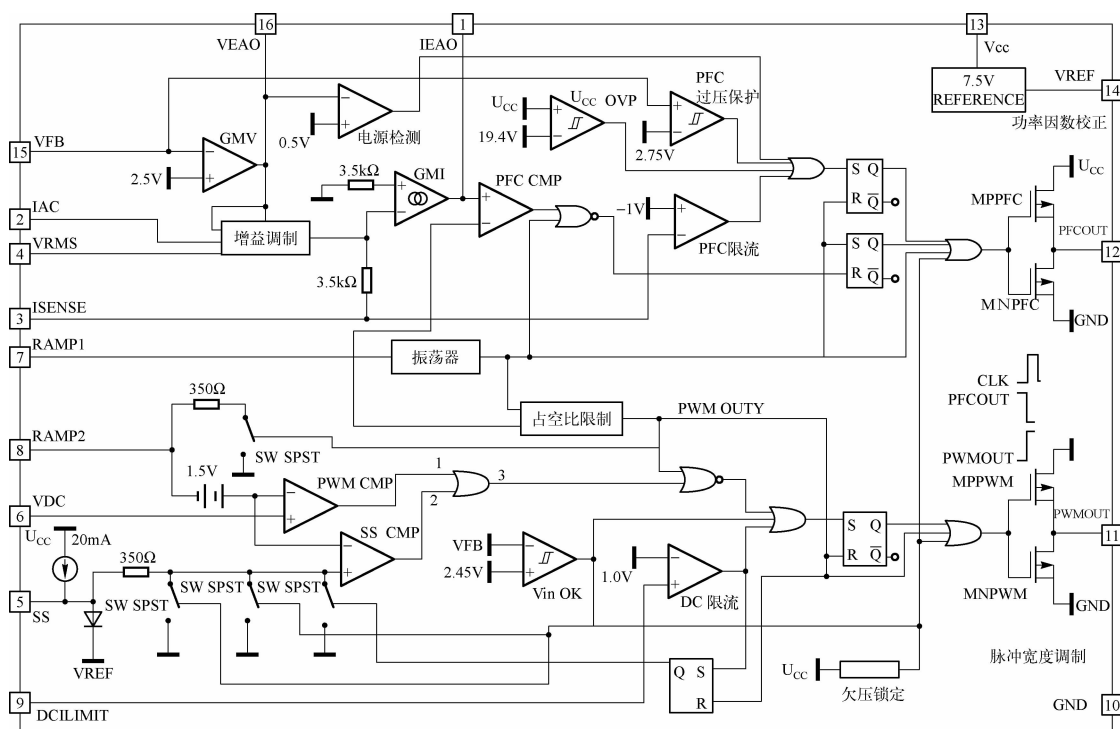 16
1
13
VEAO
IEAO
Vcc
7.5V
REFERENCE
VREF
14
功率因数校正
PFC
过压保护
UCC
UCC
OVP
19.4V
2.75V
0.5V
电源检测
VFB
15
GMV
2.5V
3.5kΩ
GMI
PFC CMP
−1V
PFC限流
S Q
R Q̅
S Q
R Q̅
UCC
MPPFC
PFCOUT
12
MNPFC
GND
IAC
2
VRMS
4
增益调制
3.5kΩ
ISENSE
3
RAMP1
7
振荡器
占空比限制
PWM OUTY
CLK
PFCOUT
PWMOUT
350Ω
RAMP2
8
SW SPST
1.5V
PWM CMP
1
2
3
VDC
6
UCC
20mA
SS CMP
350Ω
SW SPST
SW SPST
SW SPST
5
SS
VREF
VFB
2.45V
Vin OK
1.0V
DC 限流
S Q
R Q̅
MPPWM
PWMOUT
11
MNPWM
GND
脉冲宽度调制
Q S
R
UCC
欠压锁定
9
DCILIMIT
GND
10